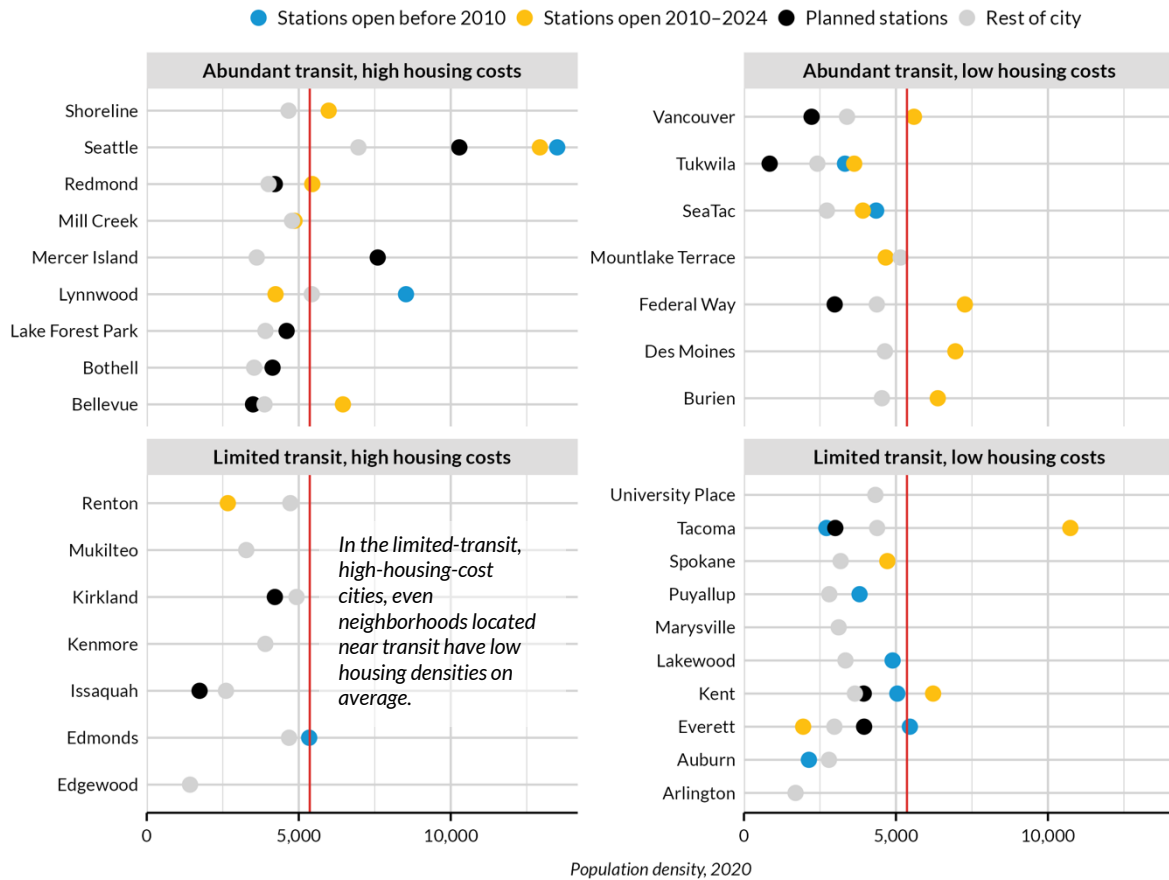 Stations open before 2010 Stations open 2010–2024 Planned stations Rest of city
Abundant transit, high housing costs
Shoreline
Seattle
Redmond
Mill Creek
Mercer Island
Lynnwood
Lake Forest Park
Bothell
Bellevue
Abundant transit, low housing costs
Vancouver
Tukwila
SeaTac
Mountlake Terrace
Federal Way
Des Moines
Burien
Limited transit, high housing costs
Renton
Mukilteo
Kirkland
Kenmore
Issaquah
Edmonds
Edgewood
In the limited-transit,
high-housing-cost
cities, even
neighborhoods located
near transit have low
housing densities on
average.
0 5,000 10,000
Limited transit, low housing costs
University Place
Tacoma
Spokane
Puyallup
Marysville
Lakewood
Kent
Everett
Auburn
Arlington
0 5,000 10,000
Population density, 2020